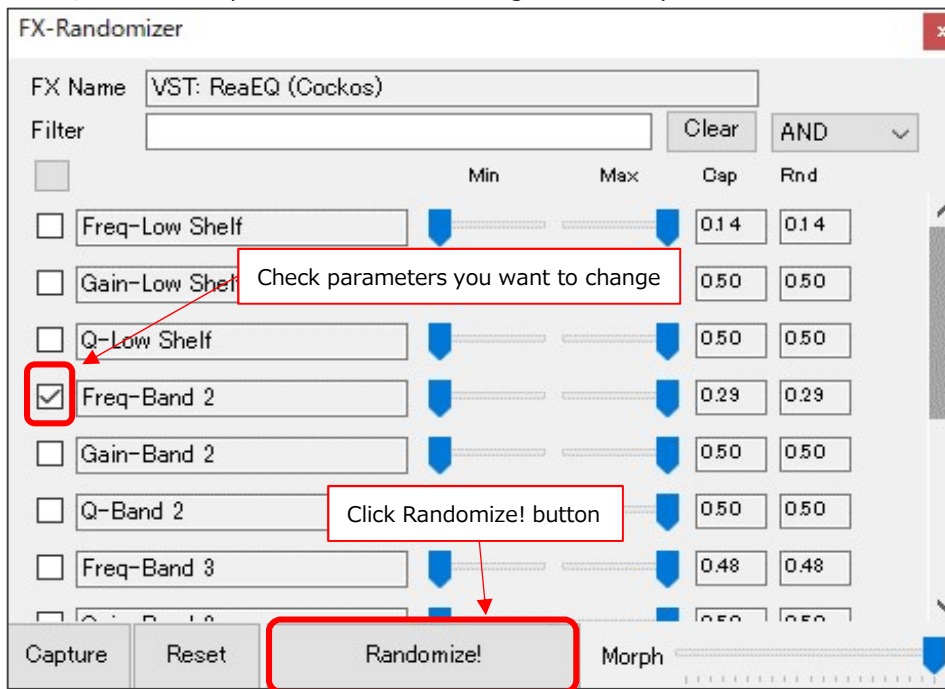 FX-Randomizer
FX Name VST: ReaEQ (Cockos)
Filter Clear AND
Min Max Cap Rnd
Freq-Low Shelf 0.14 0.14
Gain-Low Shelf 0.50 0.50
Check parameters you want to change
Q-Low Shelf 0.50 0.50
Freq-Band 2 0.29 0.29
Gain-Band 2 0.50 0.50
Q-Band 2 0.50 0.50
Click Randomize! button
Freq-Band 3 0.48 0.48
Capture Reset Randomize! Morph